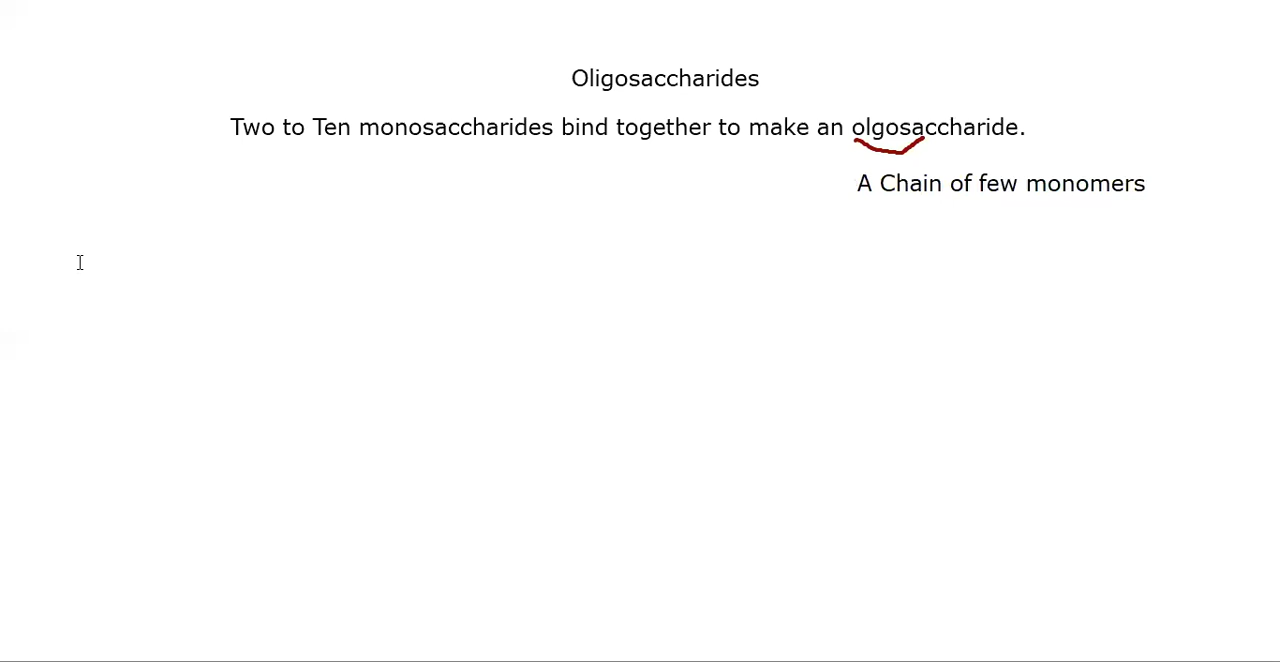 Oligosaccharides
Two to Ten monosaccharides bind together to make an olgosaccharide.
A Chain of few monomers